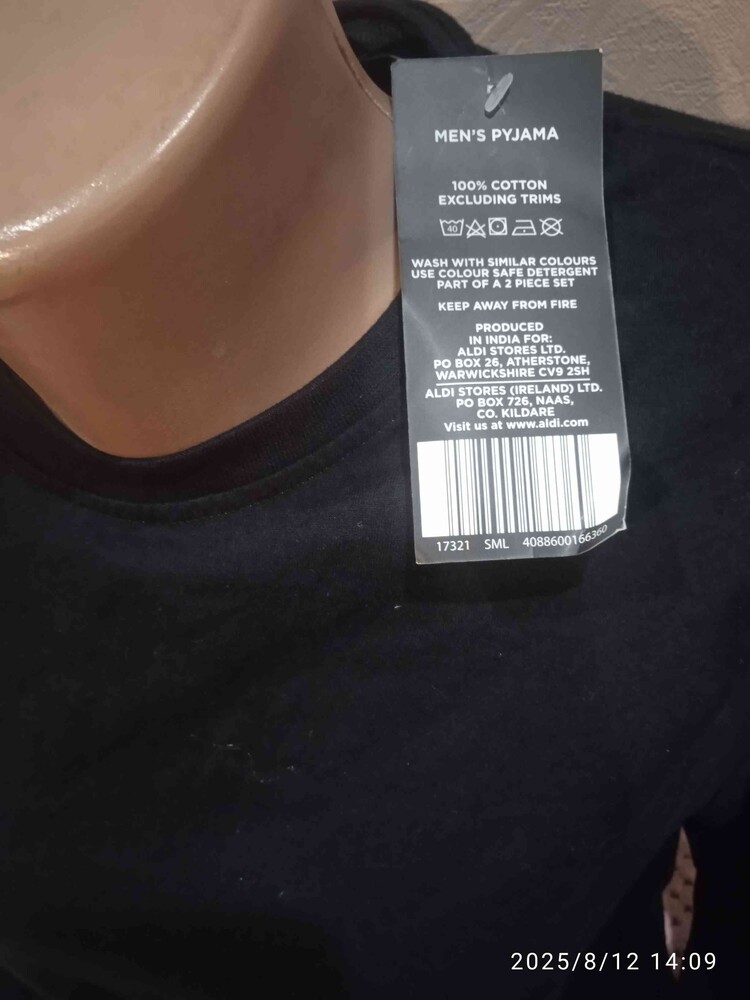 MEN'S PYJAMA
100% COTTON
EXCLUDING TRIMS
40
WASH WITH SIMILAR COLOURS
USE COLOUR SAFE DETERGENT
PART OF A 2 PIECE SET
KEEP AWAY FROM FIRE
PRODUCED
IN INDIA FOR:
ALDI STORES LTD.
PO BOX 26, ATHERSTONE,
WARWICKSHIRE CV9 2SH
ALDI STORES (IRELAND) LTD.
PO BOX 726, NAAS,
CO. KILDARE
Visit us at www.aldi.com
17321 SML 4088600166360
2025/8/12 14:09